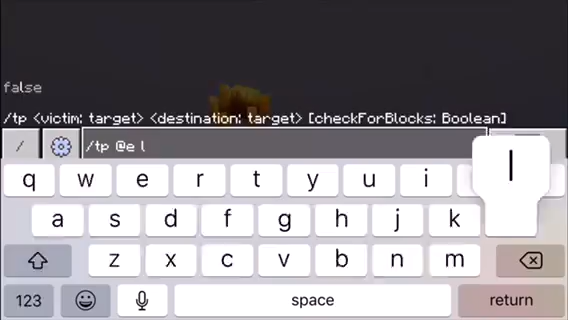 false
/tp <victim: target> <destination: target> [checkForBlocks: Boolean]
/ /tp @e l
q w e r t y u i
a s d f g h j k l
z x c v b n m
123 space return